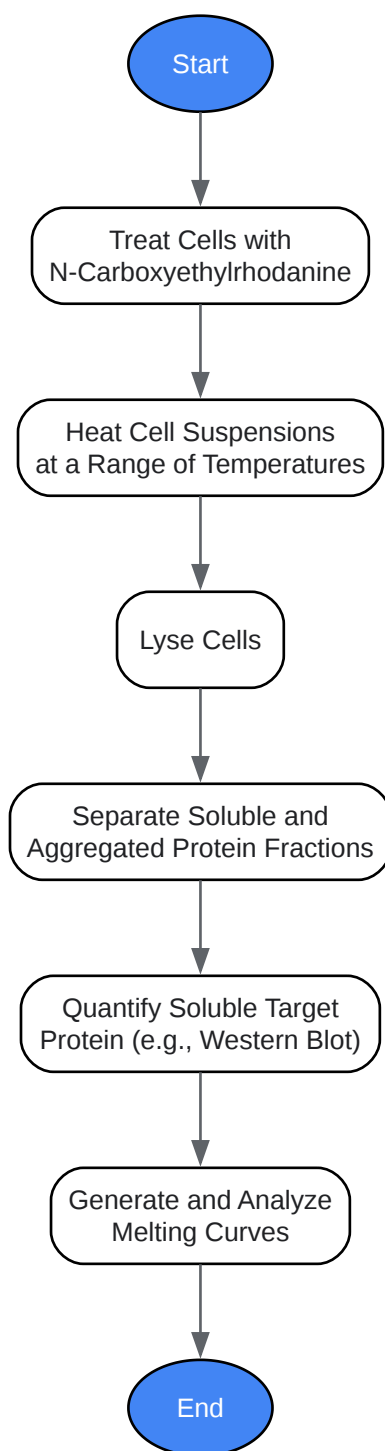 Start
Treat Cells with
N-Carboxyethylrhodanine
Heat Cell Suspensions
at a Range of Temperatures
Lyse Cells
Separate Soluble and
Aggregated Protein Fractions
Quantify Soluble Target
Protein (e.g., Western Blot)
Generate and Analyze
Melting Curves
End